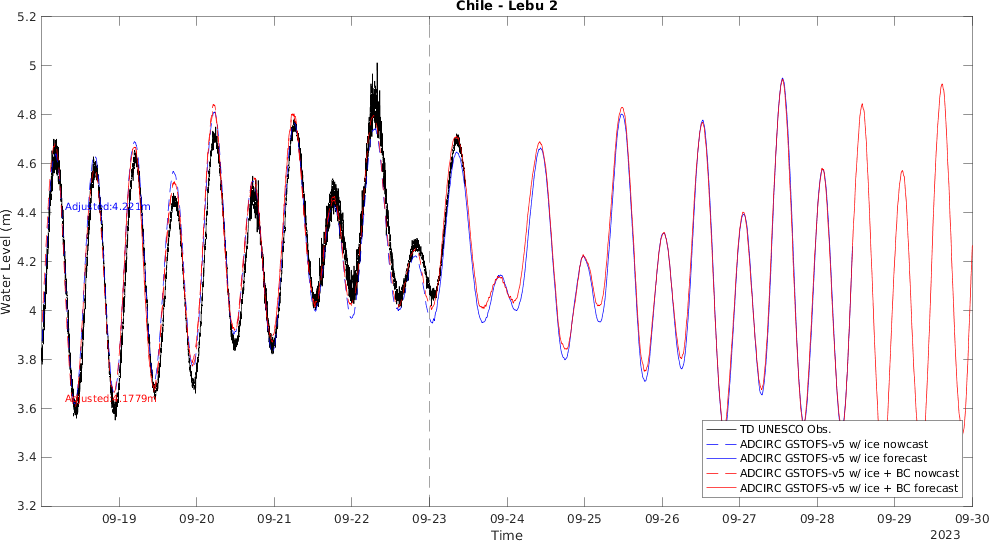 Chile - Lebu 2
5.2
5
4.8
4.6
4.4
4.2
4
3.8
3.6
3.4
3.2
Water Level (m)
Adjusted:4.221m
Adjusted:4.1779m
TD UNESCO Obs.
ADCIRC GSTOFS-v5 w/ ice nowcast
ADCIRC GSTOFS-v5 w/ ice forecast
ADCIRC GSTOFS-v5 w/ ice + BC nowcast
ADCIRC GSTOFS-v5 w/ ice + BC forecast
09-19 09-20 09-21 09-22 09-23 09-24 09-25 09-26 09-27 09-28 09-29 09-30
Time
2023